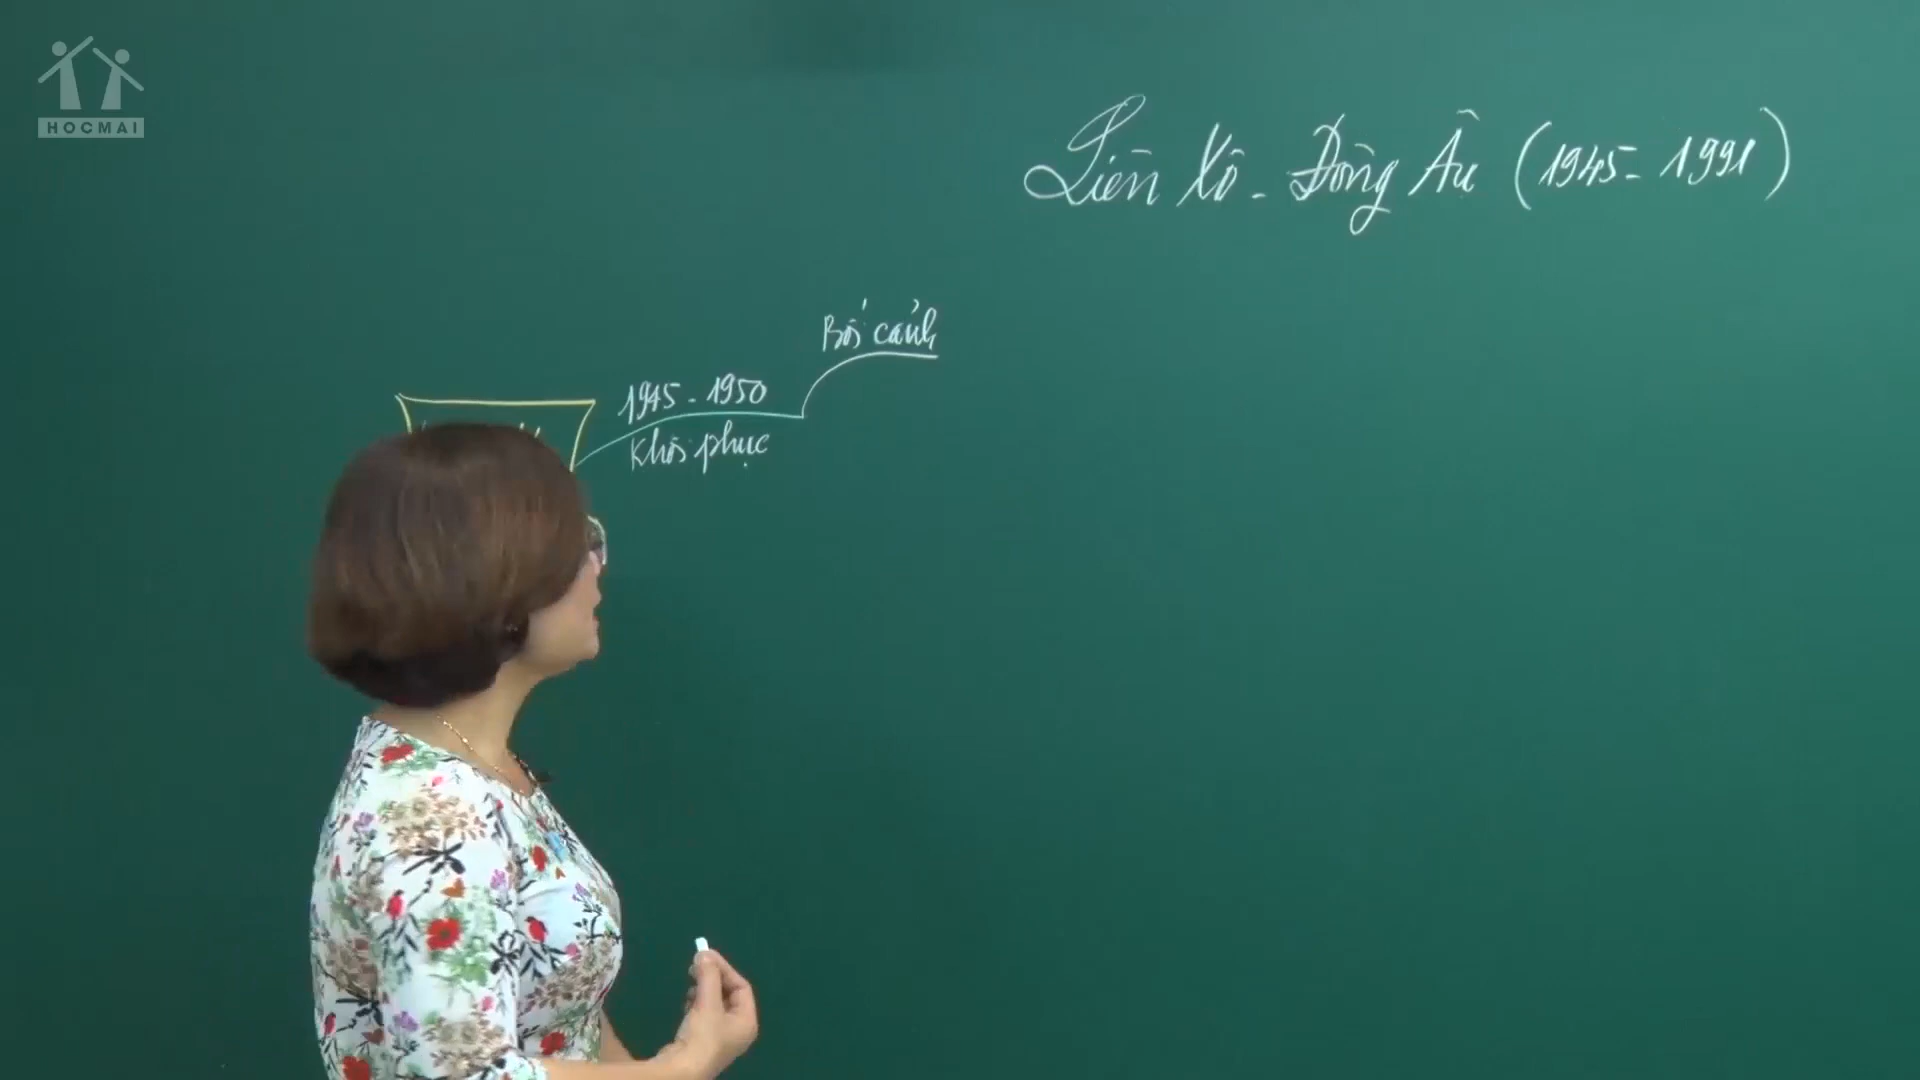 HOCMAI
Liên Xô - Đông Âu (1945 - 1991)
Bối cảnh
1945 - 1950
Khôi phục